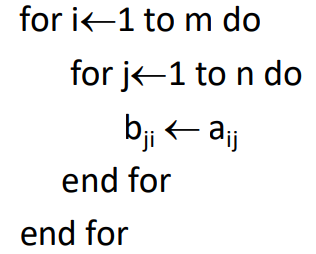 for i←1 to m do
for j←1 to n do
bji ← aij
end for
end for